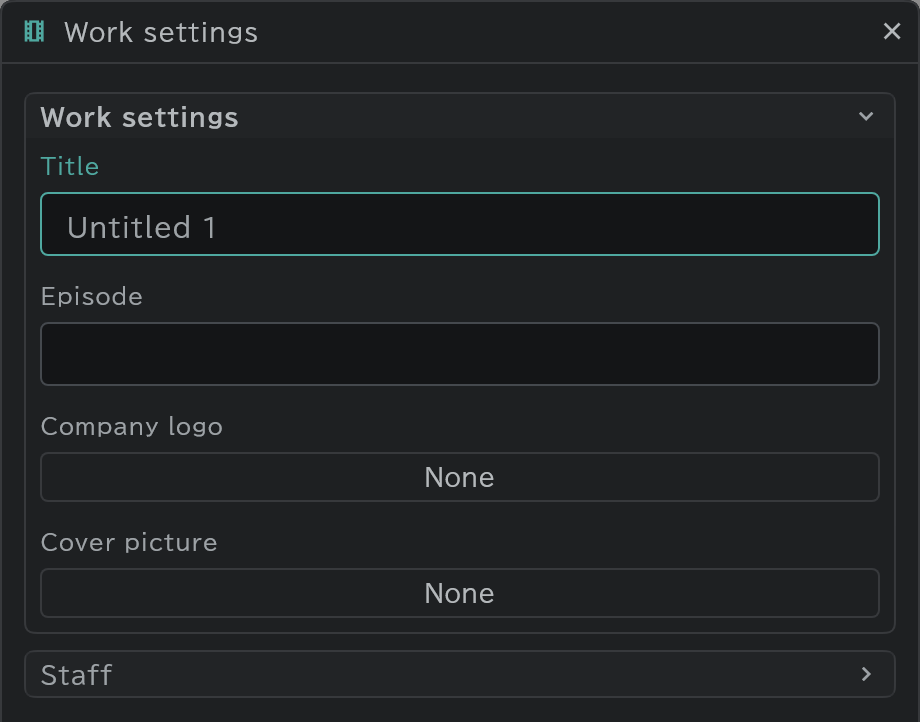 Work settings
Work settings
Title
Untitled 1
Episode
Company logo
None
Cover picture
None
Staff